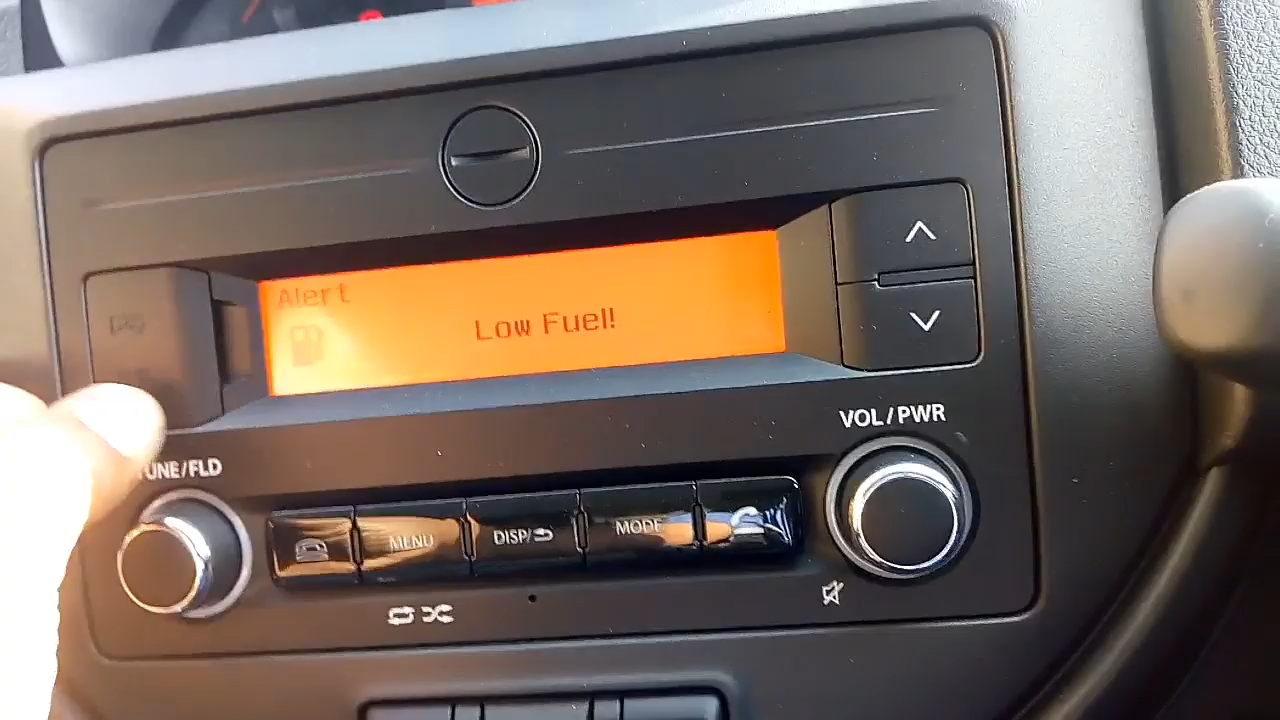 Alert
Low Fuel!
VOL/PWR
TUNE/FLD
MENU
DISP/
MODE